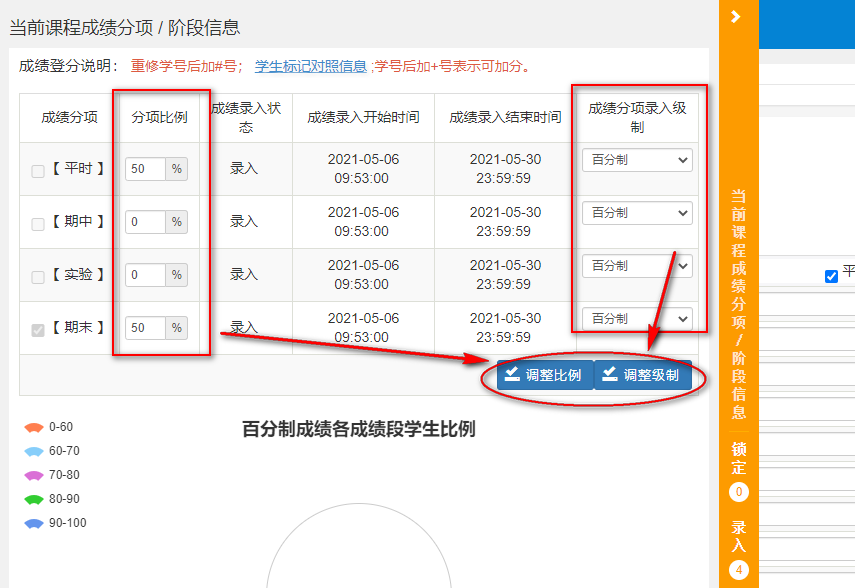 当前课程成绩分项 / 阶段信息
成绩登分说明： 重修学号后加#号； 学生标记对照信息 ;学号后加+号表示可加分。
成绩分项 分项比例 成绩录入状态 成绩录入开始时间 成绩录入结束时间 成绩分项录入级制
【 平时 】 50 % 录入 2021-05-06 09:53:00 2021-05-30 23:59:59 百分制
【 期中 】 0 % 录入 2021-05-06 09:53:00 2021-05-30 23:59:59 百分制
【 实验 】 0 % 录入 2021-05-06 09:53:00 2021-05-30 23:59:59 百分制
【 期末 】 50 % 录入 2021-05-06 09:53:00 2021-05-30 23:59:59 百分制
调整比例 调整级制
百分制成绩各成绩段学生比例
0-60
60-70
70-80
80-90
90-100
当前课程成绩分项/阶段信息
锁定
0
录入
4
平